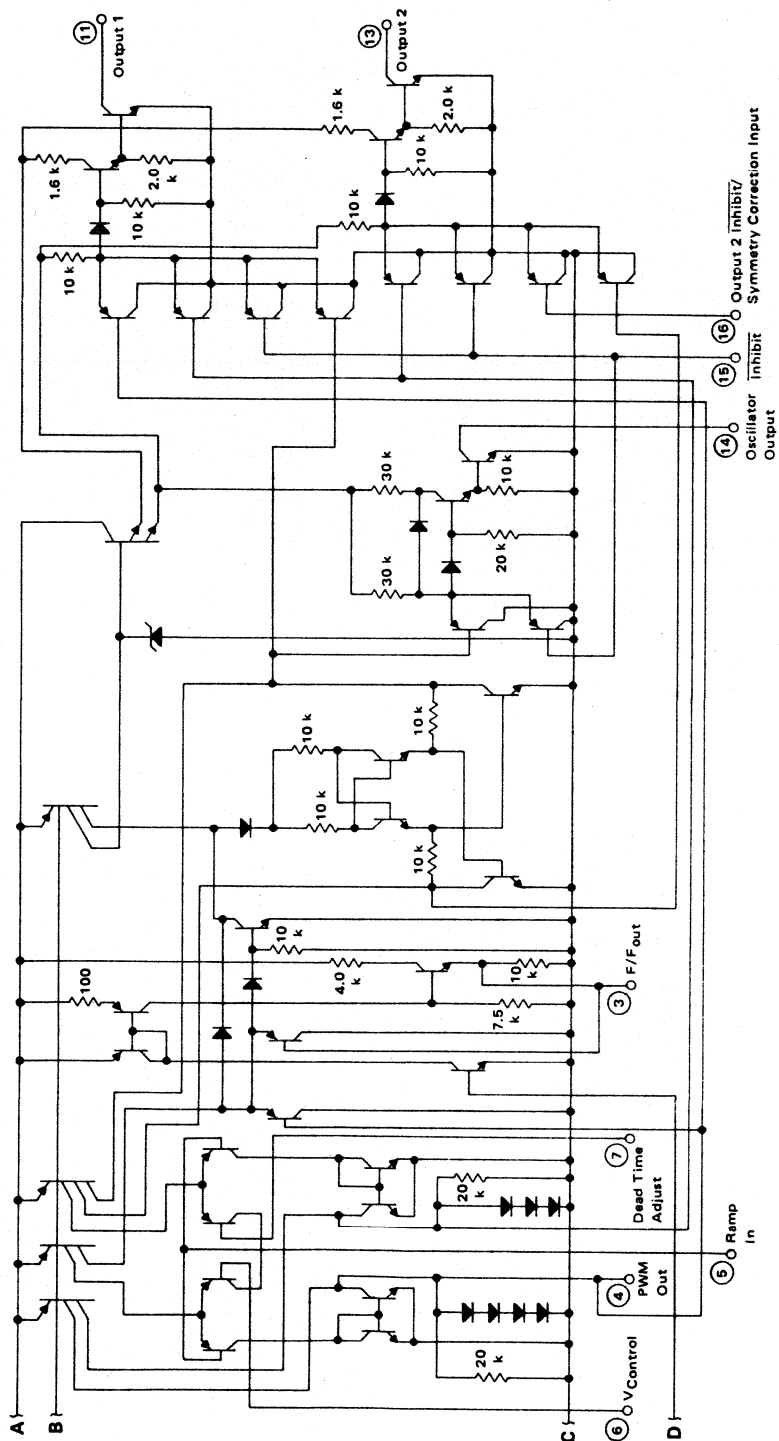 11
Output 1
1.6 k
2.0
k
10 k
10 k
13
Output 2
1.6 k
2.0 k
10 k
10 k
16
Output 2 Inhibit/
Symmetry Correction Input
15
Inhibit
14
Oscillator
Output
30 k
30 k
10 k
20 k
10 k
10 k
10 k
10 k
100
4.0
k
10
k
10
k
7.5
k
3
F/Fout
7
Dead Time
Adjust
20
k
5
Ramp
In
4
PWM
Out
20
k
6
VControl
A
B
C
D